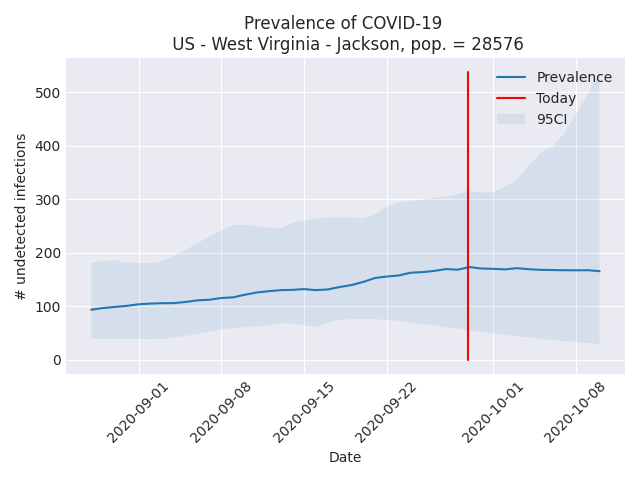 Prevalence of COVID-19
US - West Virginia - Jackson, pop. = 28576
Prevalence
Today
95CI
# undetected infections
500
400
300
200
100
0
2020-09-01
2020-09-08
2020-09-15
2020-09-22
2020-10-01
2020-10-08
Date